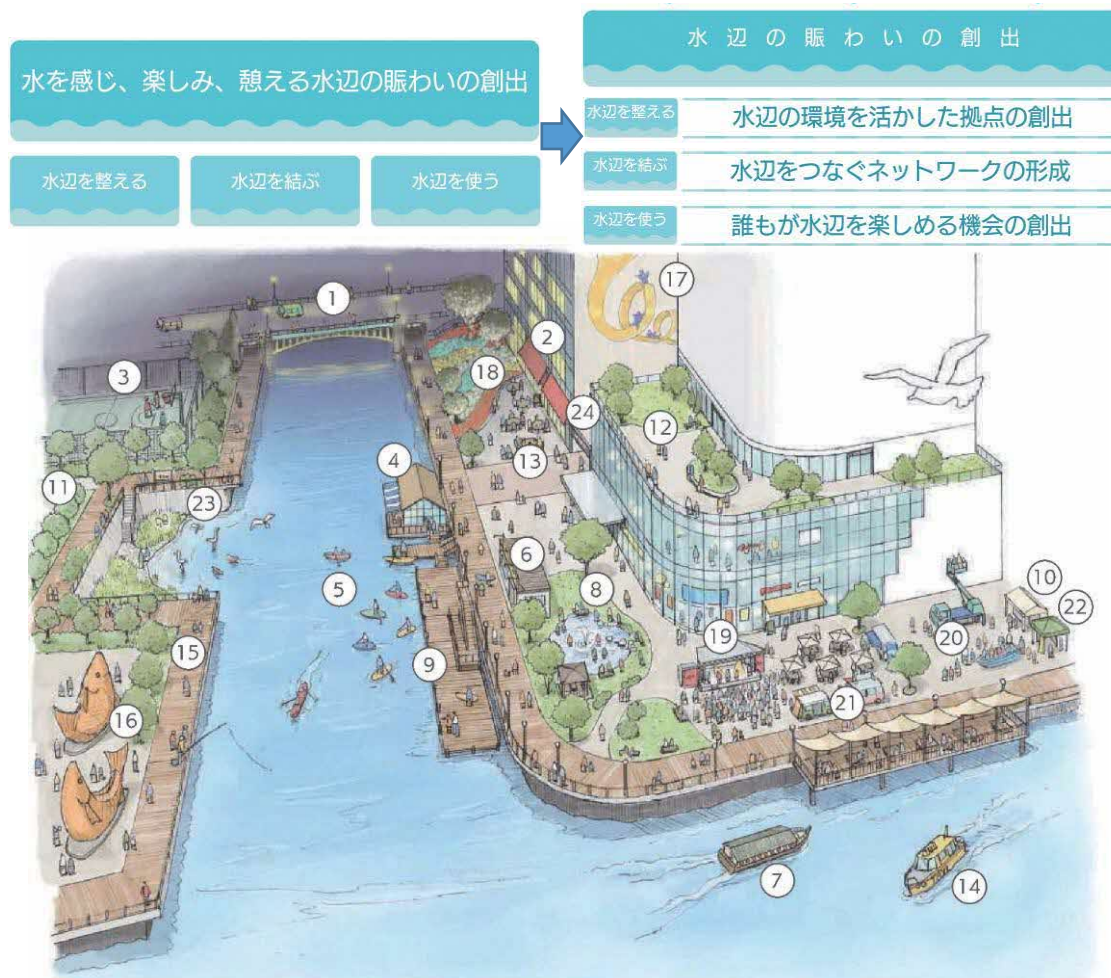 水を感じ、楽しみ、憩える水辺の賑わいの創出
水辺を整える
水辺を結ぶ
水辺を使う
水辺の賑わいの創出
水辺を整える
水辺の環境を活かした拠点の創出
水辺を結ぶ
水辺をつなぐネットワークの形成
水辺を使う
誰もが水辺を楽しめる機会の創出
1
17
2
3
18
24
12
4
13
11
23
6
10
5
8
22
19
20
15
9
16
21
7
14